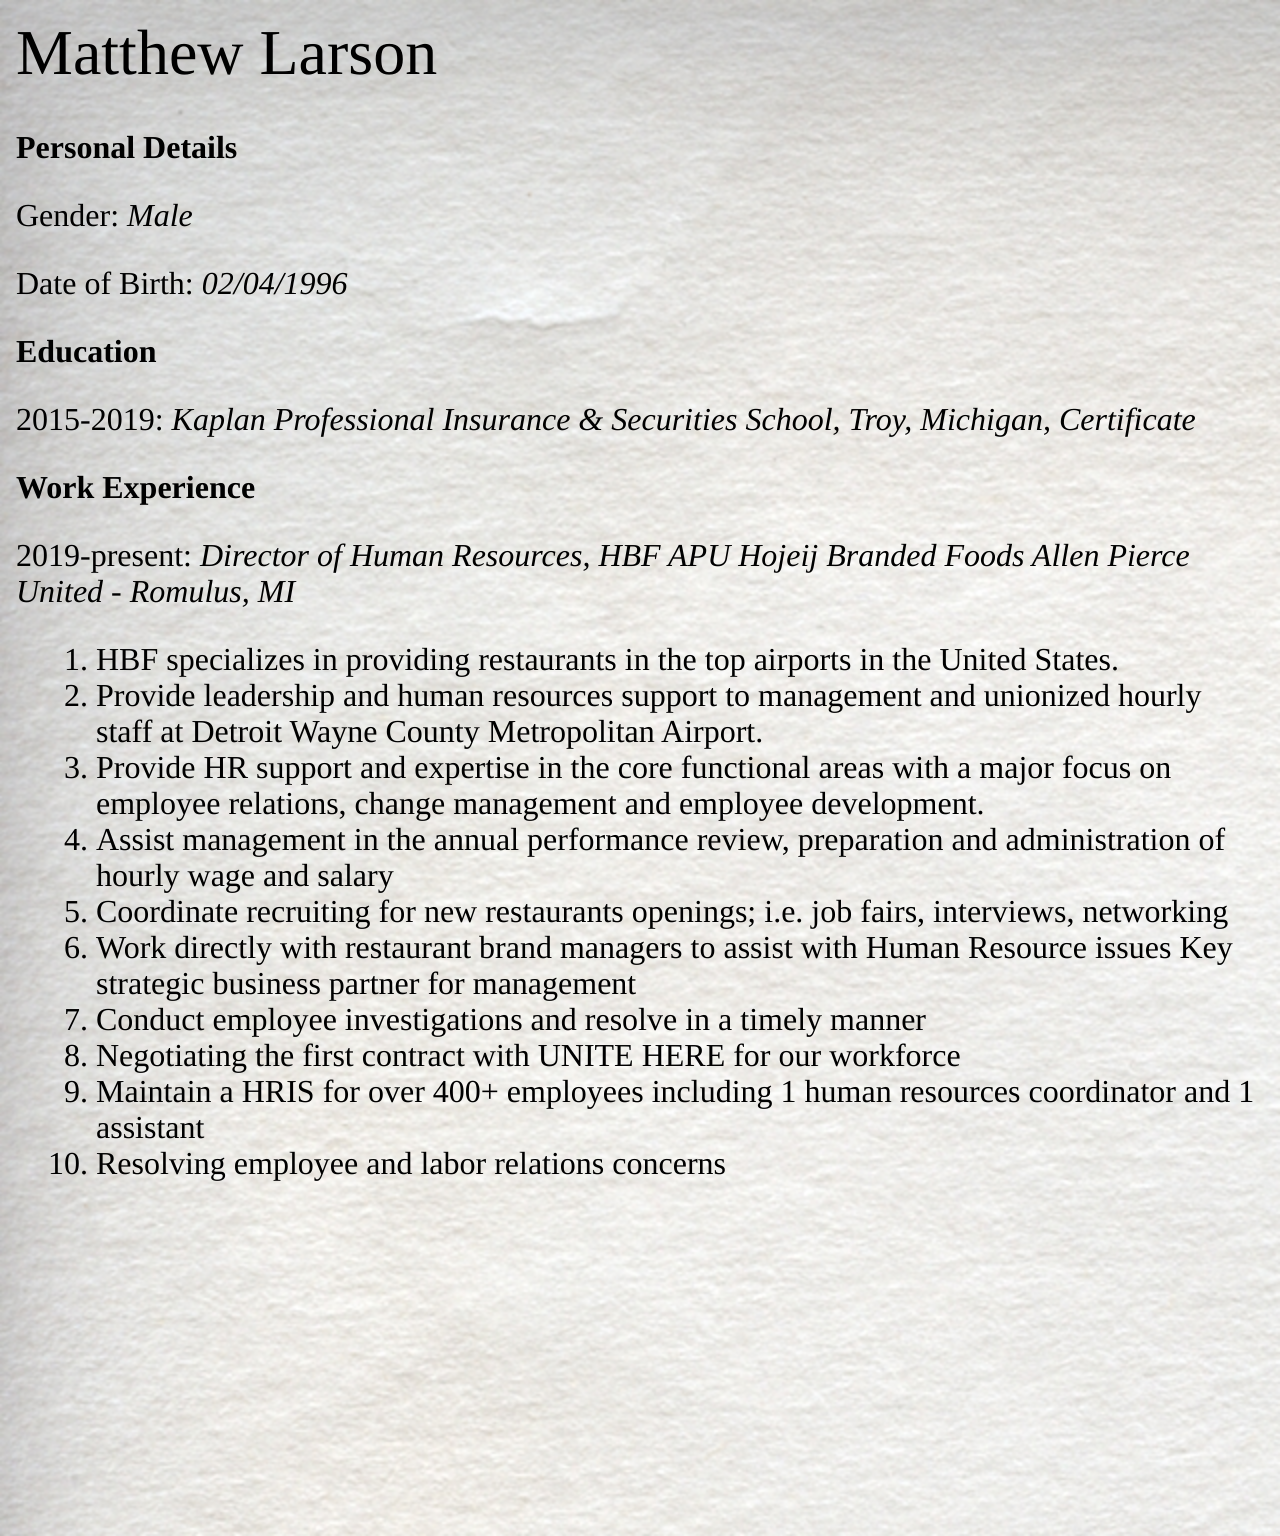 Matthew Larson
Personal Details
Gender: Male
Date of Birth: 02/04/1996
Education
2015-2019: Kaplan Professional Insurance & Securities School, Troy, Michigan, Certificate
Work Experience
2019-present: Director of Human Resources, HBF APU Hojeij Branded Foods Allen Pierce
United - Romulus, MI
1. HBF specializes in providing restaurants in the top airports in the United States.
2. Provide leadership and human resources support to management and unionized hourly
staff at Detroit Wayne County Metropolitan Airport.
3. Provide HR support and expertise in the core functional areas with a major focus on
employee relations, change management and employee development.
4. Assist management in the annual performance review, preparation and administration of
hourly wage and salary
5. Coordinate recruiting for new restaurants openings; i.e. job fairs, interviews, networking
6. Work directly with restaurant brand managers to assist with Human Resource issues Key
strategic business partner for management
7. Conduct employee investigations and resolve in a timely manner
8. Negotiating the first contract with UNITE HERE for our workforce
9. Maintain a HRIS for over 400+ employees including 1 human resources coordinator and 1
assistant
10. Resolving employee and labor relations concerns